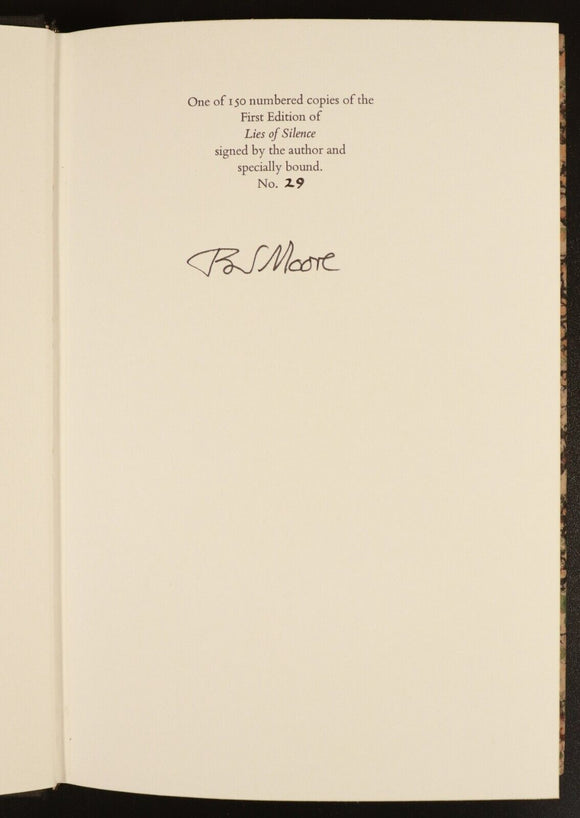 One of 150 numbered copies of the
First Edition of
Lies of Silence
signed by the author and
specially bound.
No. 29
Moore